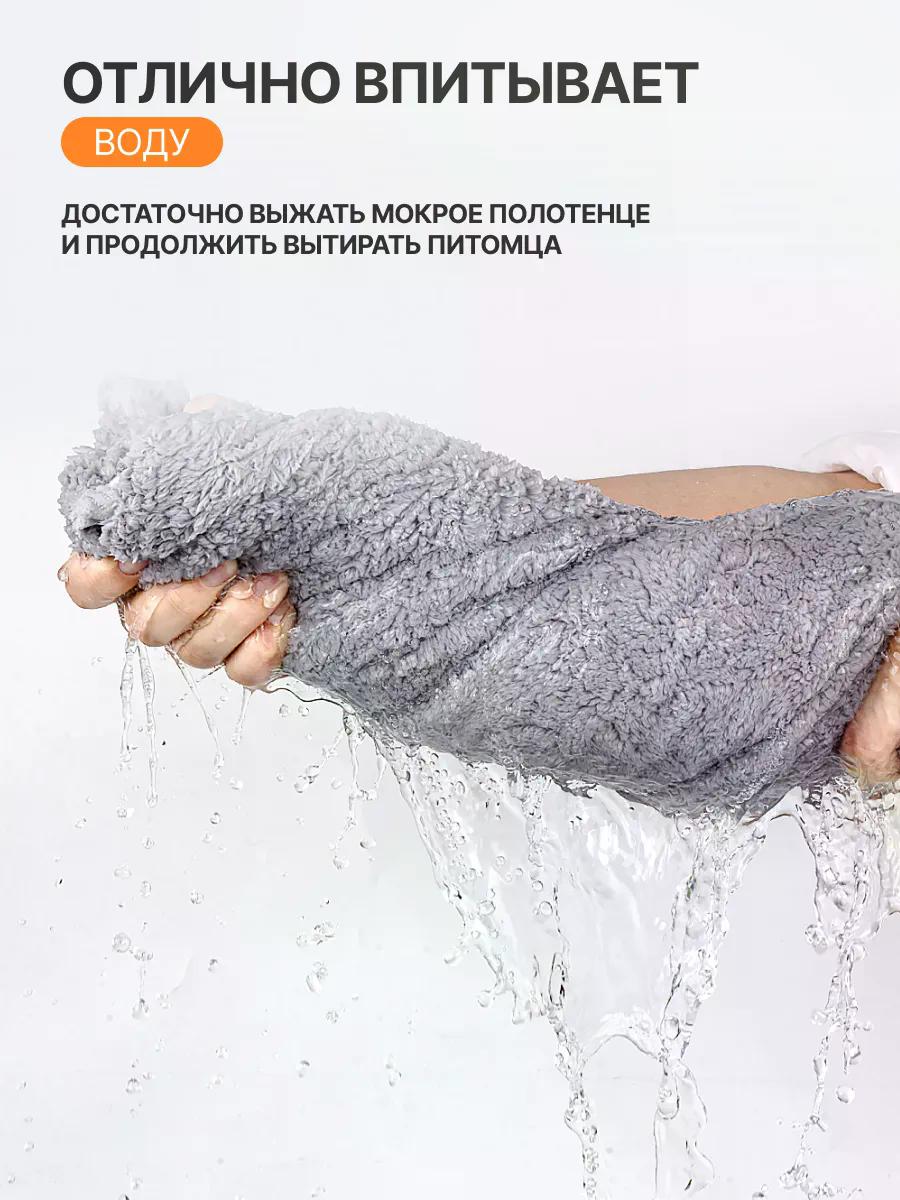 ОТЛИЧНО ВПИТЫВАЕТ
ВОДУ
ДОСТАТОЧНО ВЫЖАТЬ МОКРОЕ ПОЛОТЕНЦЕ
И ПРОДОЛЖИТЬ ВЫТИРАТЬ ПИТОМЦА